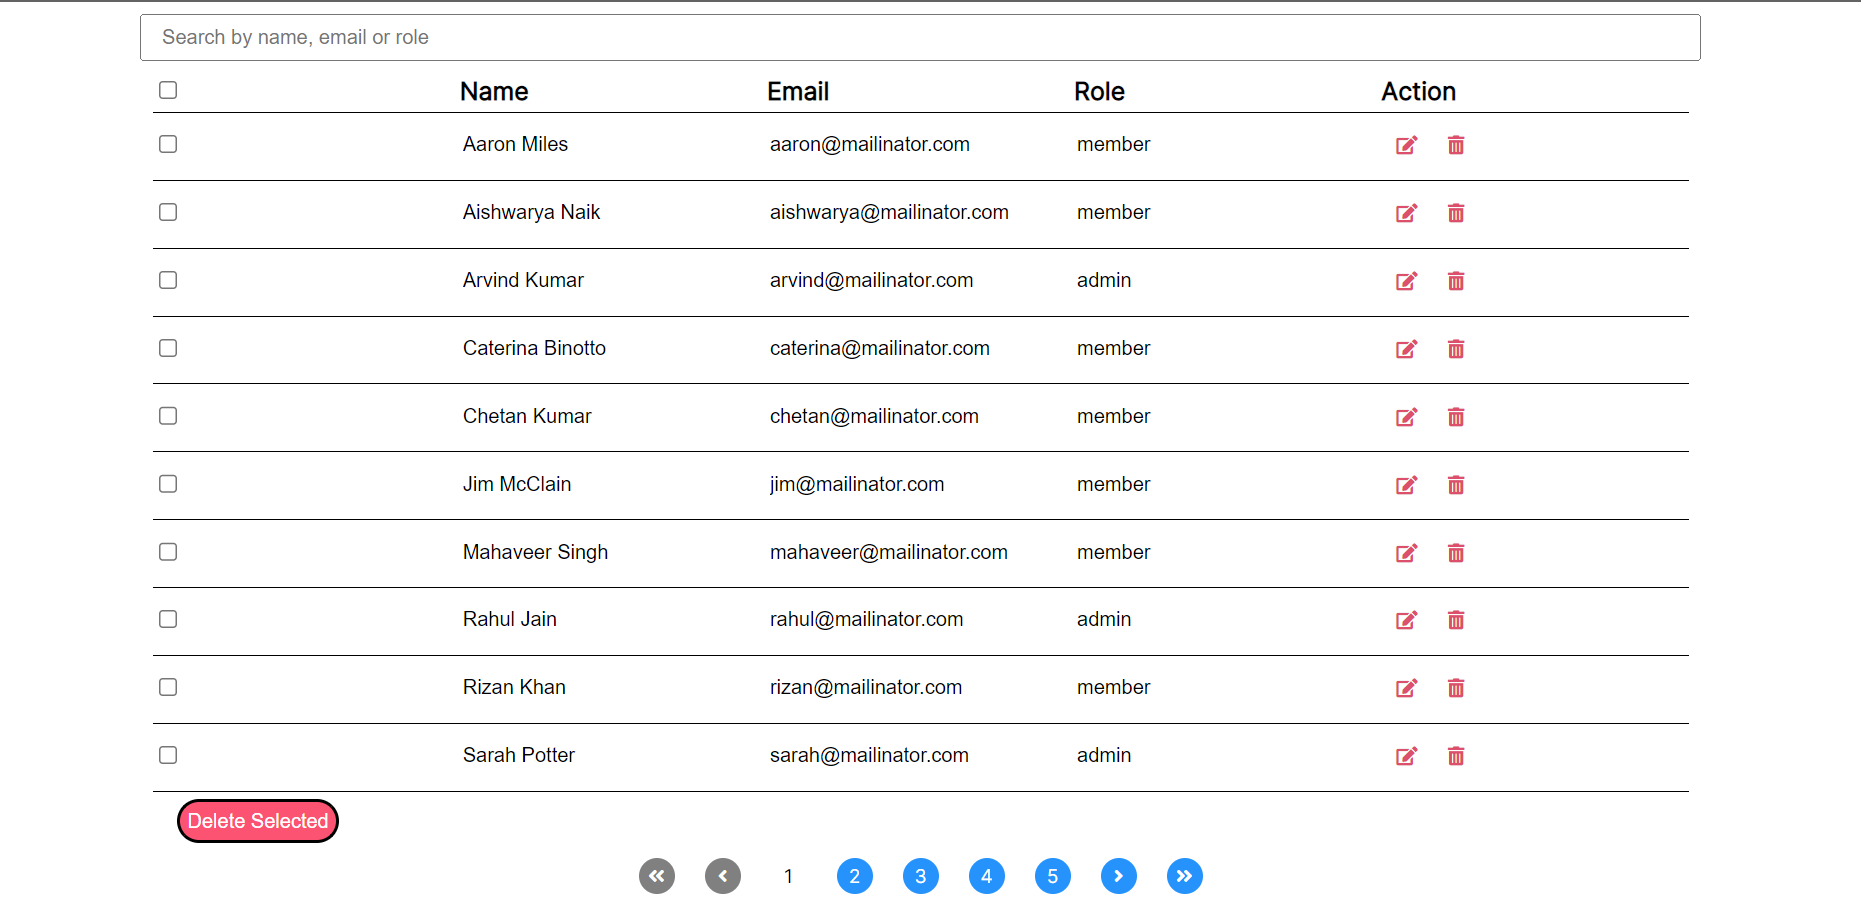 Search by name, email or role
Name Email Role Action
Aaron Miles aaron@mailinator.com member
Aishwarya Naik aishwarya@mailinator.com member
Arvind Kumar arvind@mailinator.com admin
Caterina Binotto caterina@mailinator.com member
Chetan Kumar chetan@mailinator.com member
Jim McClain jim@mailinator.com member
Mahaveer Singh mahaveer@mailinator.com member
Rahul Jain rahul@mailinator.com admin
Rizan Khan rizan@mailinator.com member
Sarah Potter sarah@mailinator.com admin
Delete Selected
1 2 3 4 5